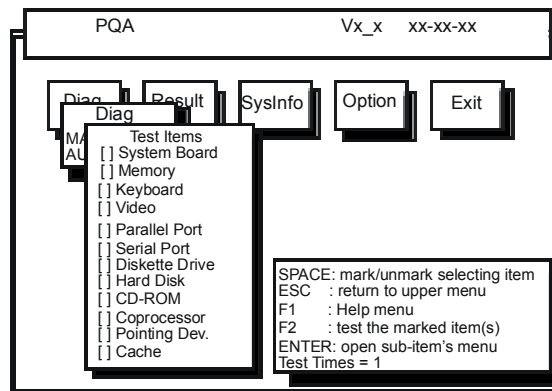 PQA Vx_x xx-xx-xx
Diag Result SysInfo Option Exit
Diag
MA
AU
Test Items
[ ] System Board
[ ] Memory
[ ] Keyboard
[ ] Video
[ ] Parallel Port
[ ] Serial Port
[ ] Diskette Drive
[ ] Hard Disk
[ ] CD-ROM
[ ] Coprocessor
[ ] Pointing Dev.
[ ] Cache
SPACE: mark/unmark selecting item
ESC : return to upper menu
F1 : Help menu
F2 : test the marked item(s)
ENTER: open sub-item's menu
Test Times = 1